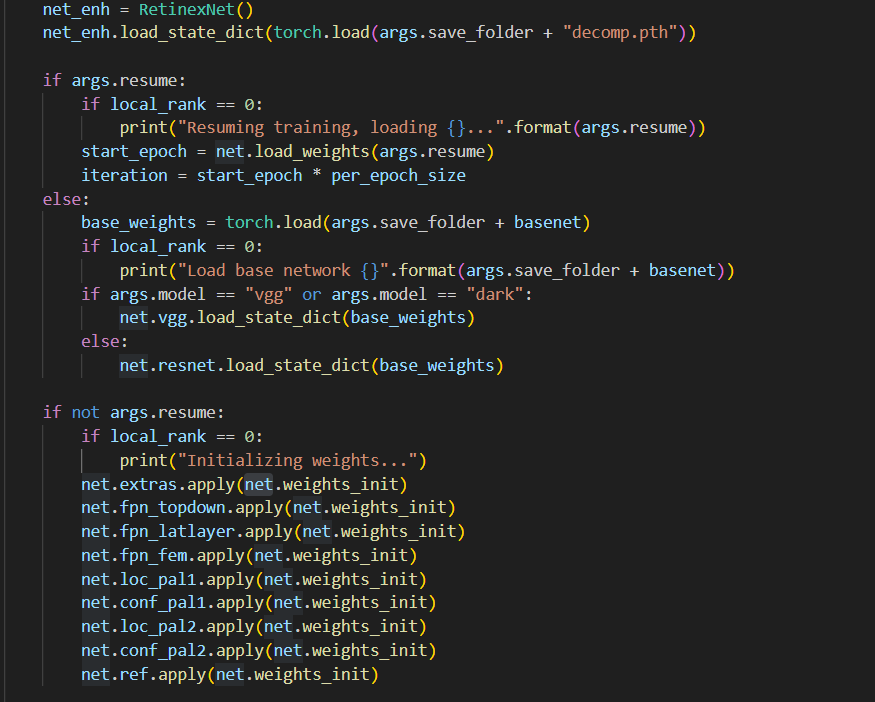 net_enh = RetinexNet()
net_enh.load_state_dict(torch.load(args.save_folder + "decomp.pth"))
if args.resume:
if local_rank == 0:
print("Resuming training, loading {}...".format(args.resume))
start_epoch = net.load_weights(args.resume)
iteration = start_epoch * per_epoch_size
else:
base_weights = torch.load(args.save_folder + basenet)
if local_rank == 0:
print("Load base network {}".format(args.save_folder + basenet))
if args.model == "vgg" or args.model == "dark":
net.vgg.load_state_dict(base_weights)
else:
net.resnet.load_state_dict(base_weights)
if not args.resume:
if local_rank == 0:
print("Initializing weights...")
net.extras.apply(net.weights_init)
net.fpn_topdown.apply(net.weights_init)
net.fpn_latlayer.apply(net.weights_init)
net.fpn_fem.apply(net.weights_init)
net.loc_pal1.apply(net.weights_init)
net.conf_pal1.apply(net.weights_init)
net.loc_pal2.apply(net.weights_init)
net.conf_pal2.apply(net.weights_init)
net.ref.apply(net.weights_init)